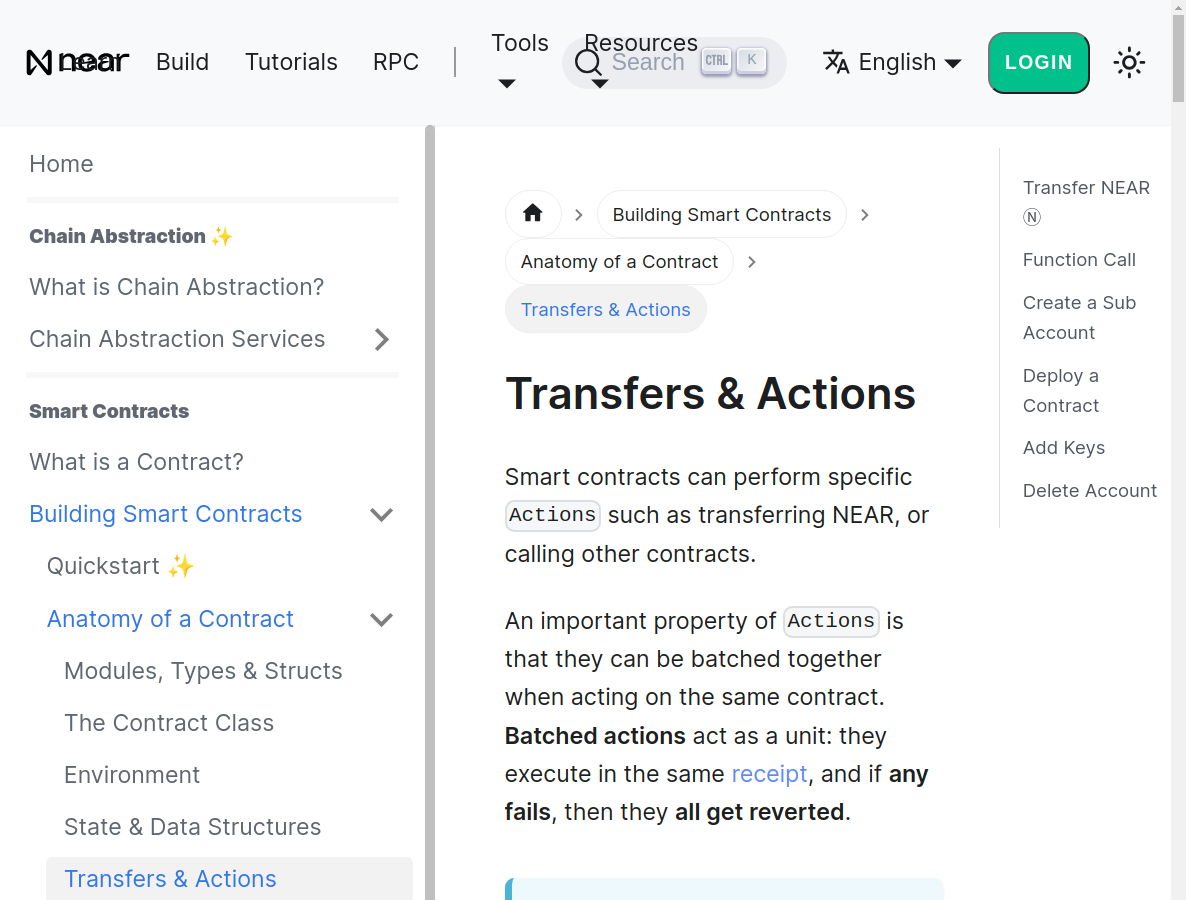 near
Learn
Build
Tutorials
RPC
Tools
Resources
Search
CTRL
K
English
LOGIN
Home
Chain Abstraction ✨
What is Chain Abstraction?
Chain Abstraction Services
Smart Contracts
What is a Contract?
Building Smart Contracts
Quickstart ✨
Anatomy of a Contract
Modules, Types & Structs
The Contract Class
Environment
State & Data Structures
Transfers & Actions
Building Smart Contracts
Anatomy of a Contract
Transfers & Actions
Transfers & Actions
Smart contracts can perform specific
Actions such as transferring NEAR, or
calling other contracts.
An important property of Actions is
that they can be batched together
when acting on the same contract.
Batched actions act as a unit: they
execute in the same receipt, and if any
fails, then they all get reverted.
Transfer NEAR
Ⓝ
Function Call
Create a Sub
Account
Deploy a
Contract
Add Keys
Delete Account